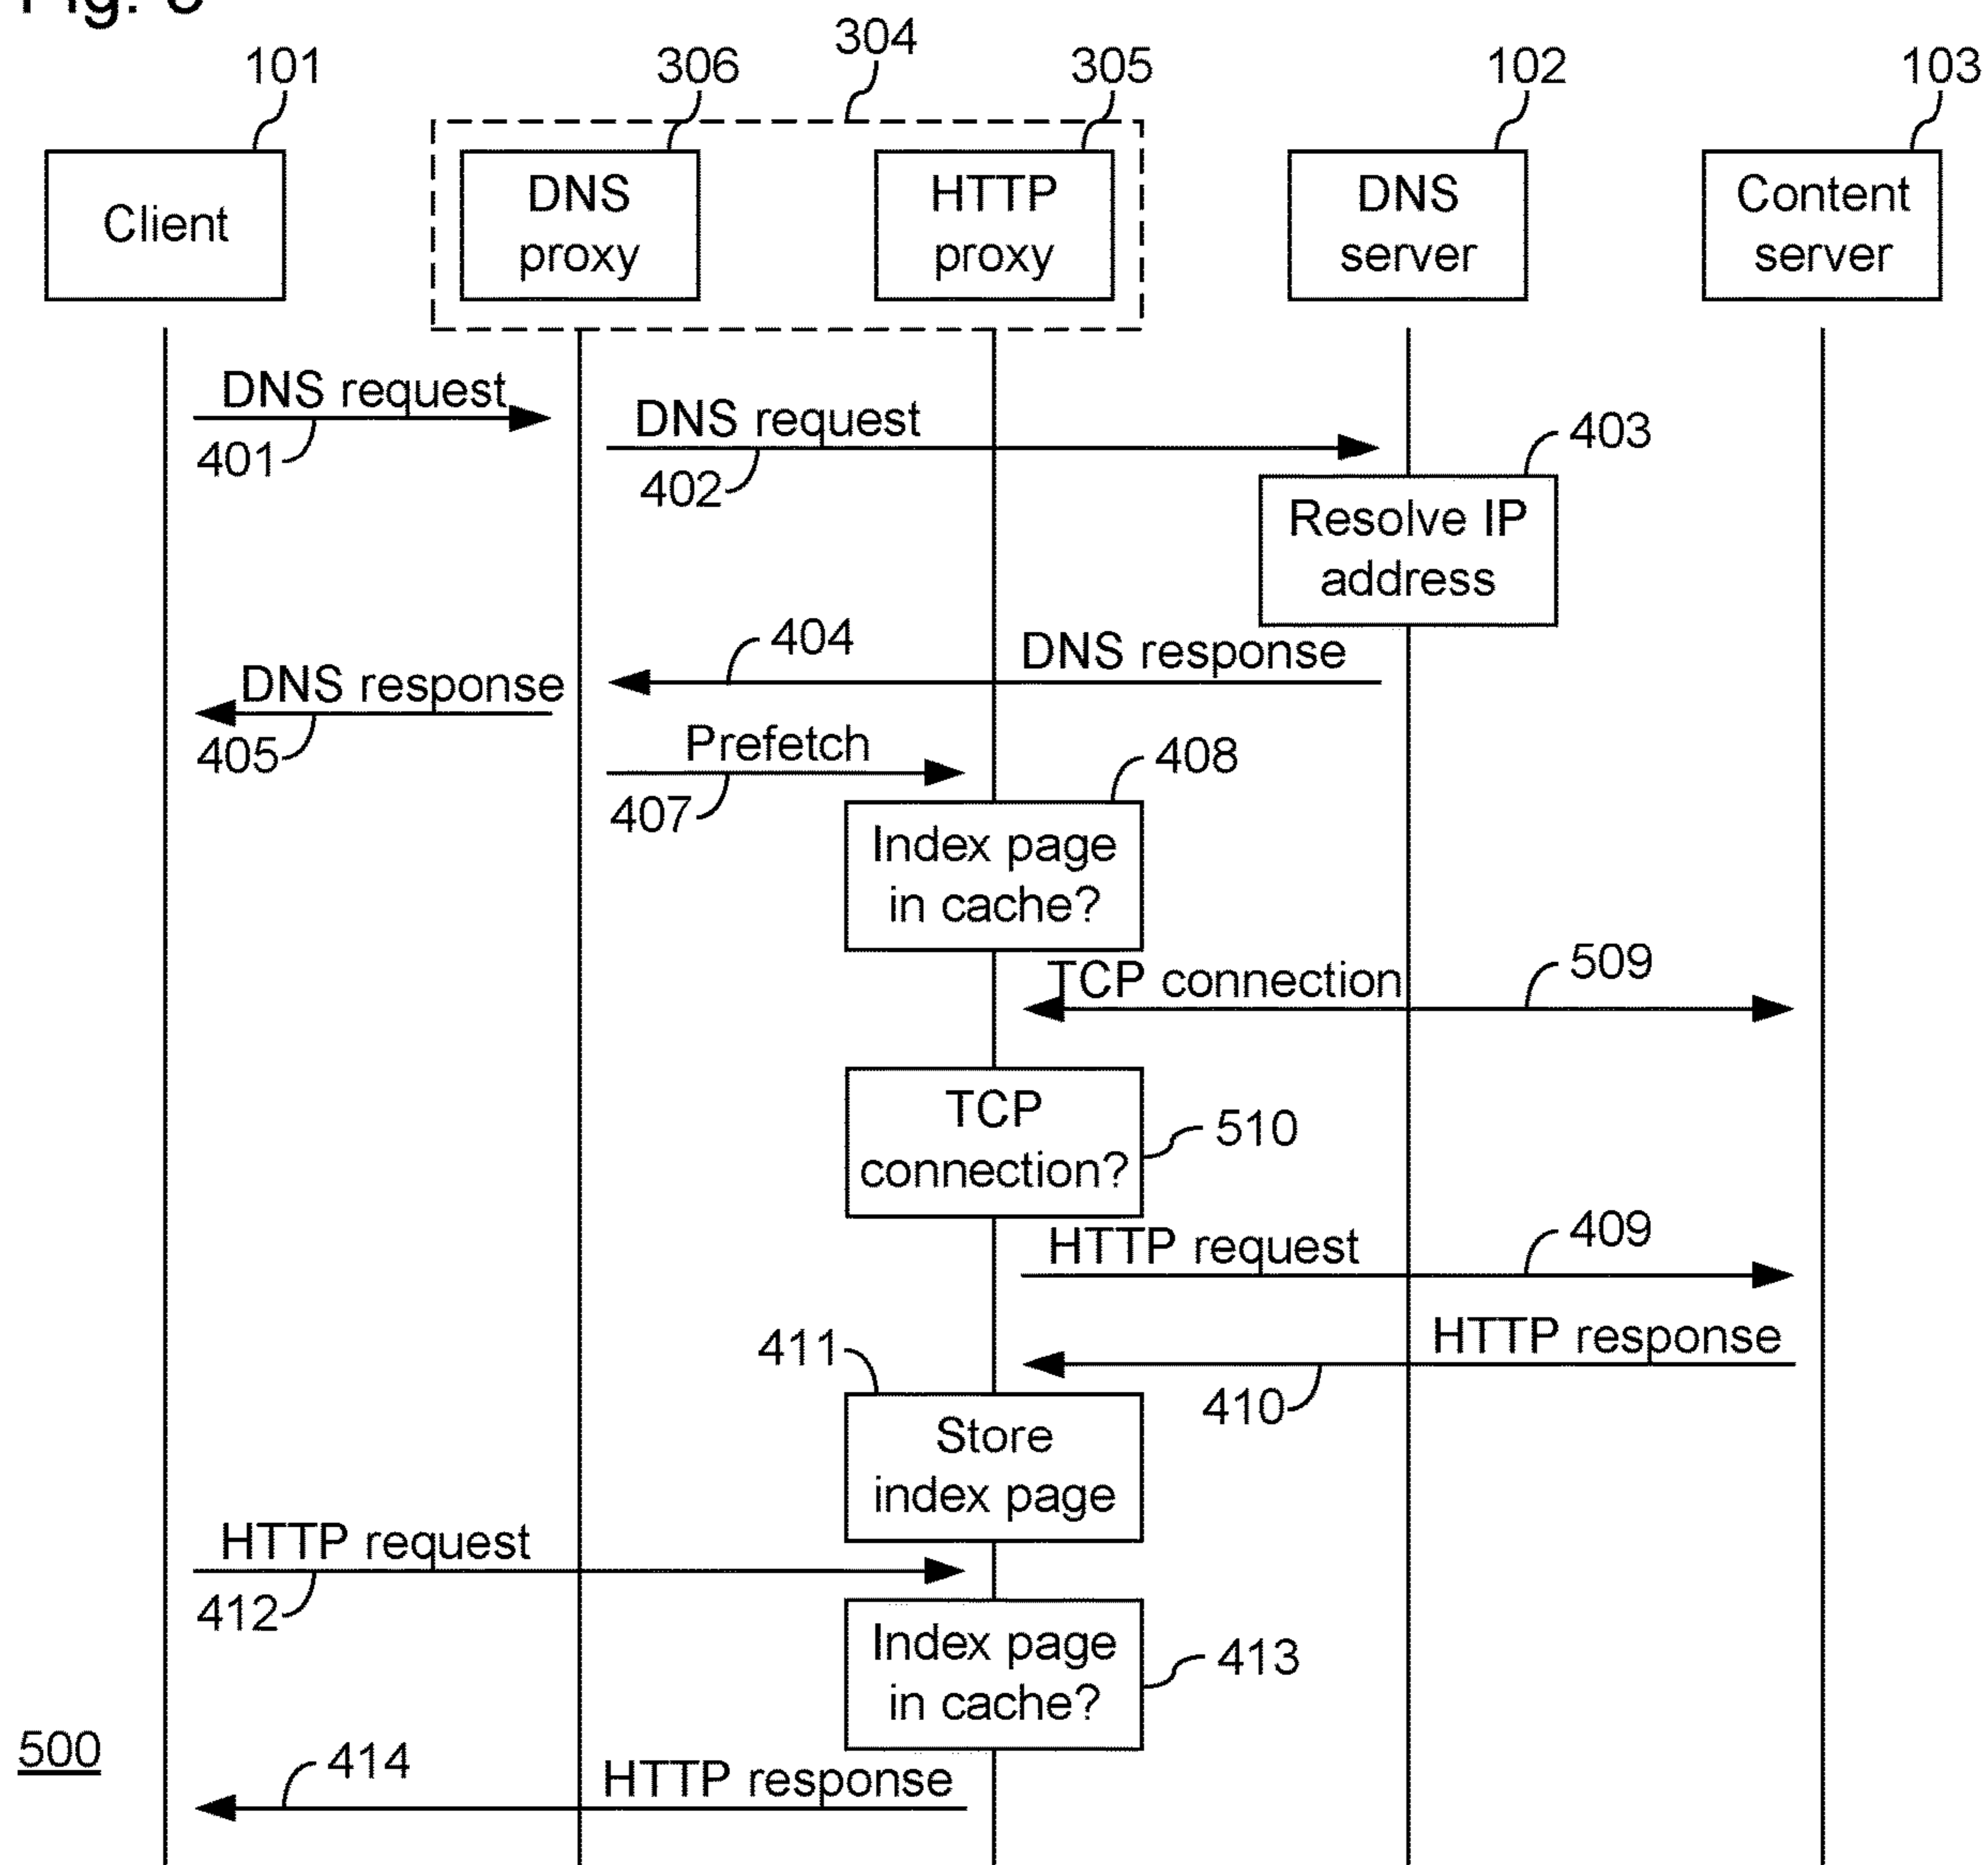 304
101
306
305
102
103
Client
DNS
proxy
HTTP
proxy
DNS
server
Content
server
DNS request
401
DNS request
402
403
Resolve IP
address
404
DNS response
DNS response
405
Prefetch
407
408
Index page
in cache?
TCP connection
509
TCP
connection?
510
HTTP request
409
HTTP response
410
411
Store
index page
HTTP request
412
Index page
in cache?
413
500
414
HTTP response